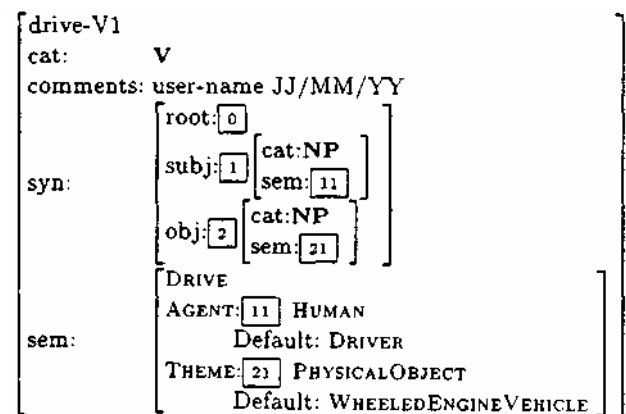 drive-V1
cat: V
comments: user-name JJ/MM/YY
root: 0
subj: 1 cat:NP
sem: 11
syn:
obj: 2 cat:NP
sem: 21
DRIVE
AGENT: 11 HUMAN
sem: Default: DRIVER
THEME: 21 PHYSICALOBJECT
Default: WHEELEDENGINEVEHICLE